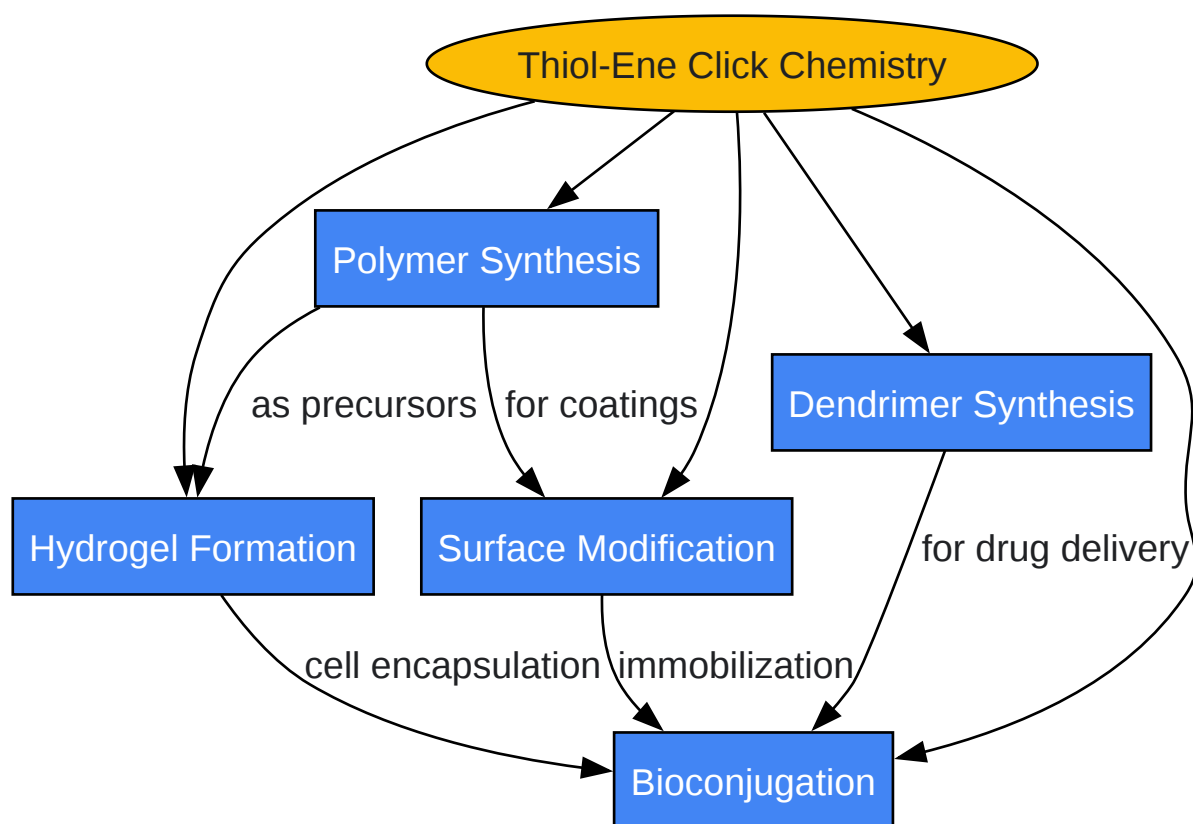 Thiol-Ene Click Chemistry
Polymer Synthesis
Dendrimer Synthesis
as precursors
for coatings
Hydrogel Formation
Surface Modification
for drug delivery
cell encapsulation
immobilization
Bioconjugation